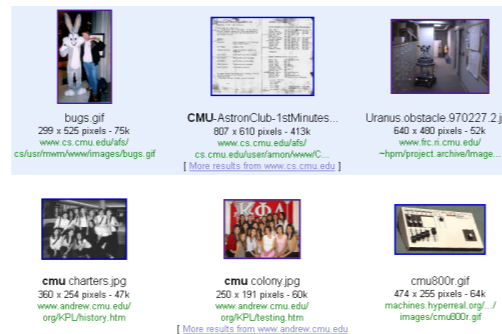 bugs.gif
299 x 525 pixels - 75k
www.cs.cmu.edu/afs/
cs/usr/mwm/www/images/bugs.gif
CMU-AstronClub-1stMinutes...
807 x 610 pixels - 413k
www.cs.cmu.edu/afs/
cs.cmu.edu/user/amon/www/C...
[ More results from www.cs.cmu.edu ]
Uranus.obstacle.970227.2.j
640 x 480 pixels - 52k
www.frc.ri.cmu.edu/
~hpm/project.archive/Image...
cmu charters.jpg
360 x 254 pixels - 47k
www.andrew.cmu.edu/
org/KPL/history.htm
ΚΦΛ
cmu colony.jpg
250 x 191 pixels - 60k
www.andrew.cmu.edu/
org/KPL/testing.htm
[ More results from www.andrew.cmu.edu
cmu800r.gif
474 x 255 pixels - 64k
machines.hyperreal.org/.../
images/cmu800r.gif